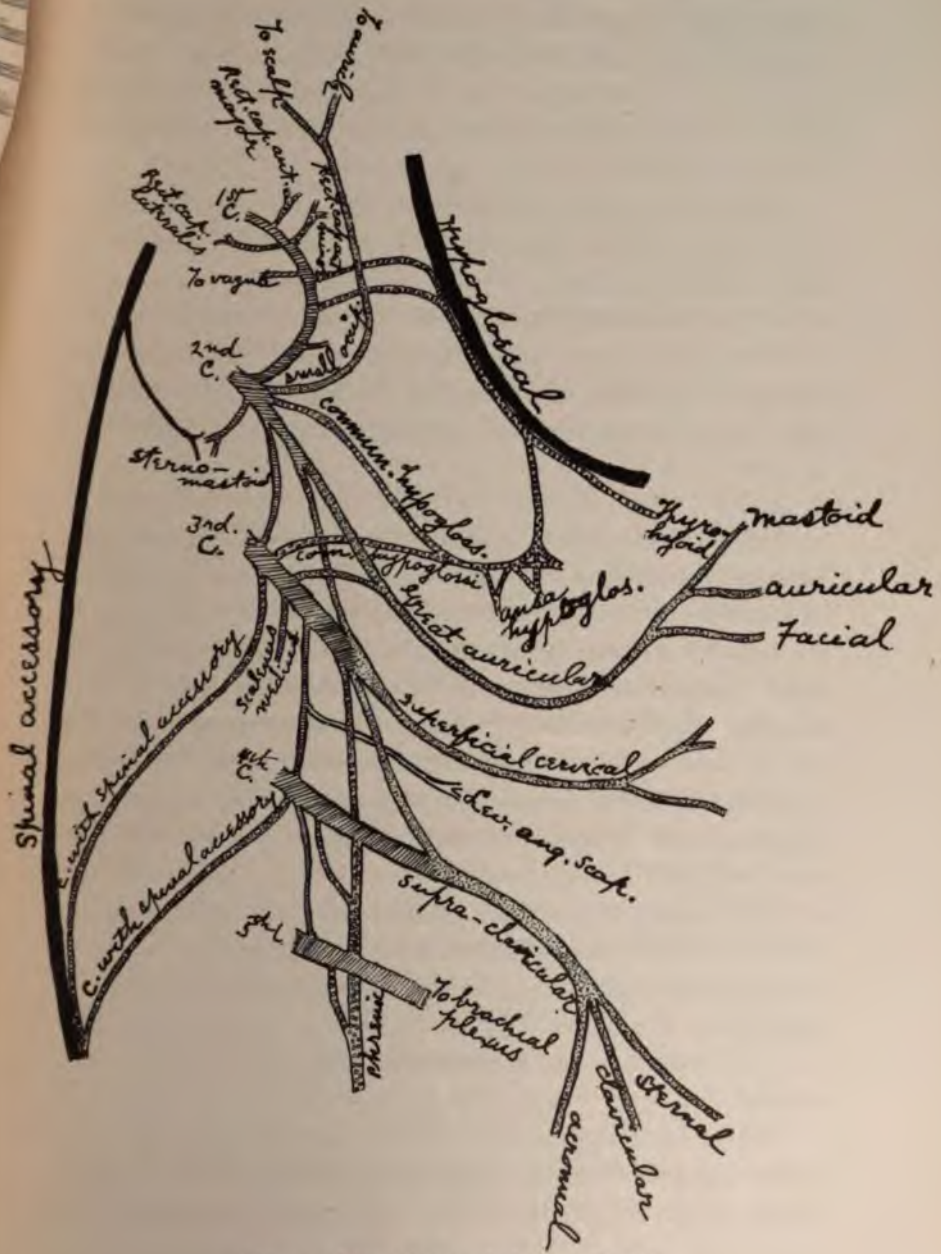 To auric.
To scalp
Rect. cap. ant.
major
1st
C.
Rect. cap.
lateralis
Rect. cap. ant.
minor
To vagus
Hypoglossal
small occip.
2nd
C.
commun. hypogloss.
sterno-
mastoid
3rd.
C.
com. hypoglossi
Thyro-
hyoid
mastoid
auricular
Facial
ansa
hypoglos.
great auricular
Spinal accessory
C. with spinal accessory
scalenus
medius
superficial cervical
4th
C.
Lev. ang. scap.
C. with spinal accessory
supra-clavicular
5th
To brachial
plexus
phrenic
sternal
clavicular
acromial